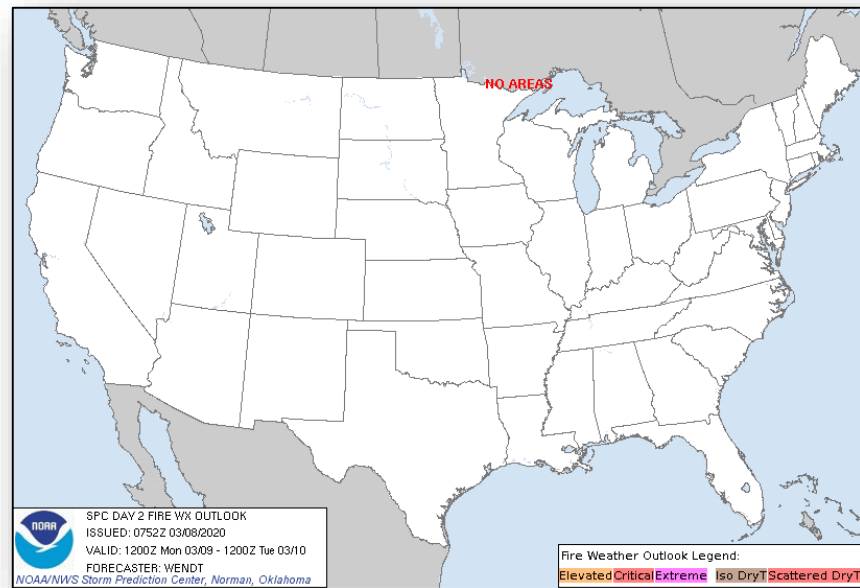 NO AREAS
NOAA
SPC DAY 2 FIRE WX OUTLOOK
ISSUED: 0752Z 03/08/2020
VALID: 1200Z Mon 03/09 - 1200Z Tue 03/10
FORECASTER: WENDT
NOAA/NWS Storm Prediction Center, Norman, Oklahoma
Fire Weather Outlook Legend:
Elevated Critical Extreme Iso DryT Scattered DryT